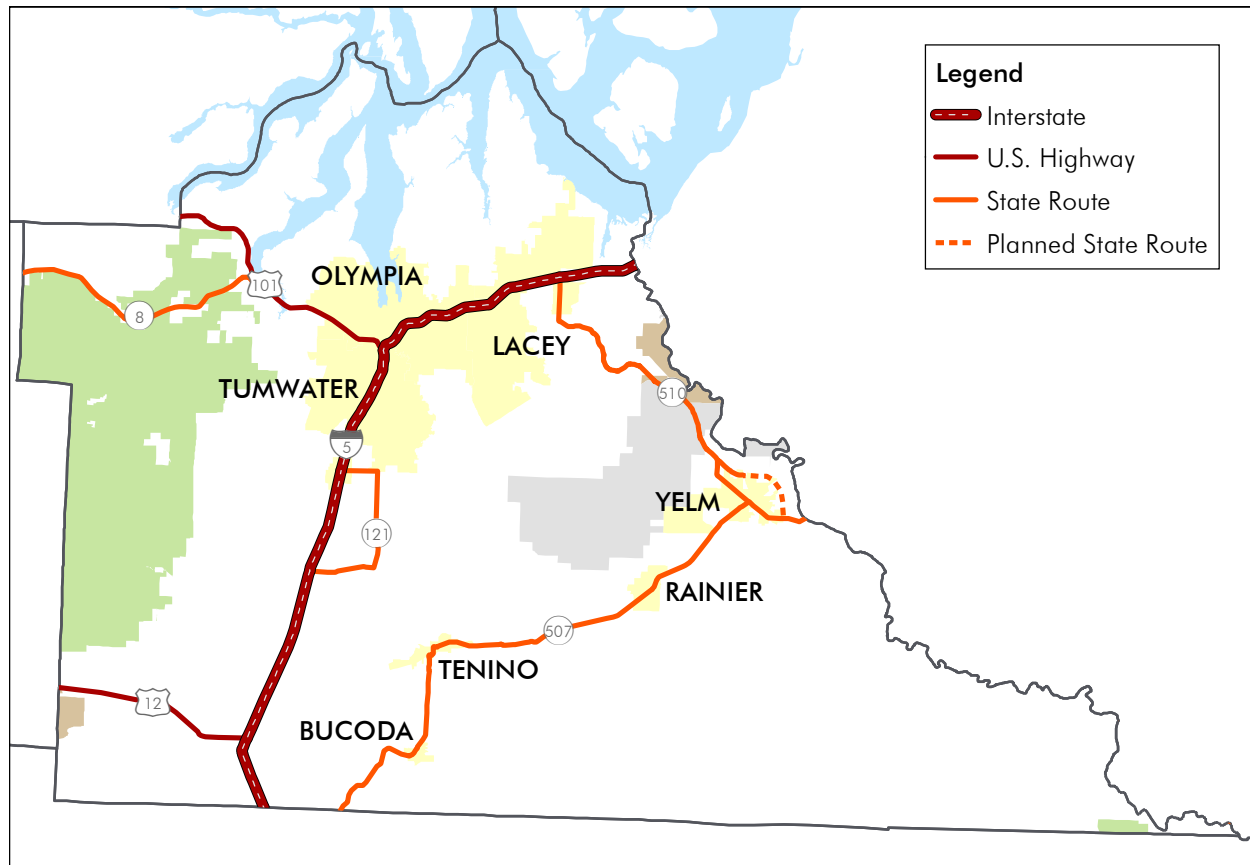 Legend
Interstate
U.S. Highway
State Route
Planned State Route
OLYMPIA
101
8
LACEY
TUMWATER
510
5
YELM
121
RAINIER
507
TENINO
12
BUCODA